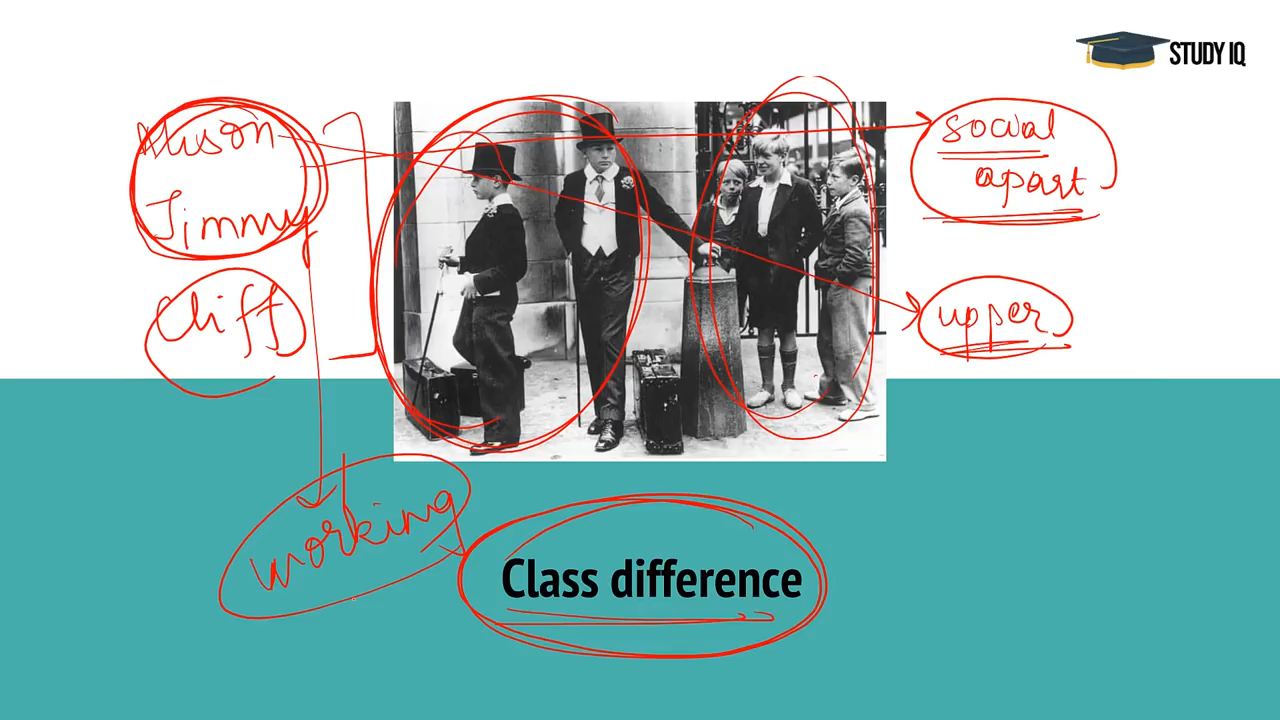 STUDY IQ
Alison
Jimmy
Cliff
social
apart
upper
working
Class difference